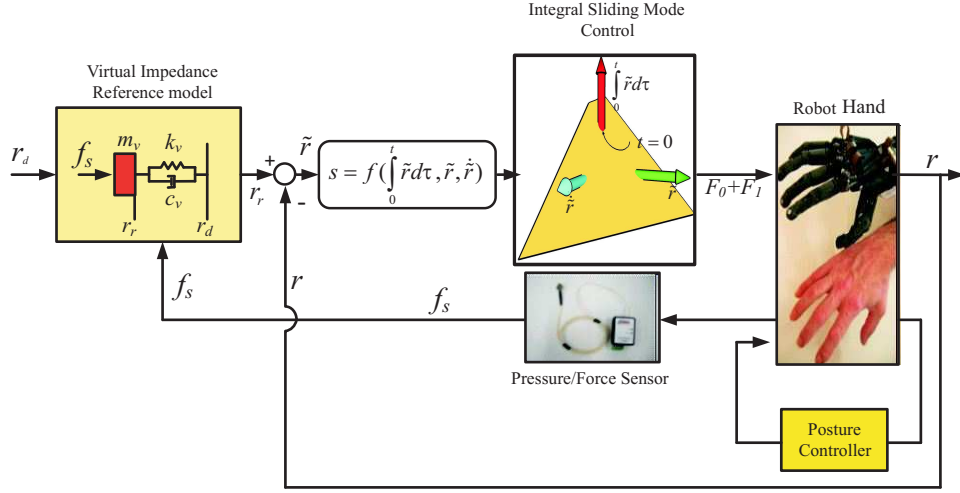 Integral Sliding Mode
Control
Virtual Impedance
Reference model
Robot Hand
r_d
f_s
m_v
k_v
c_v
r_r
r_d
+
-
r_r
r̃
s = f(∫₀ᵗ r̃dτ, r̃, ṙ̃)
∫₀ᵗ r̃dτ
t = 0
ṙ̃
r̃
F_0+F_1
r
f_s
r
f_s
Pressure/Force Sensor
Posture
Controller